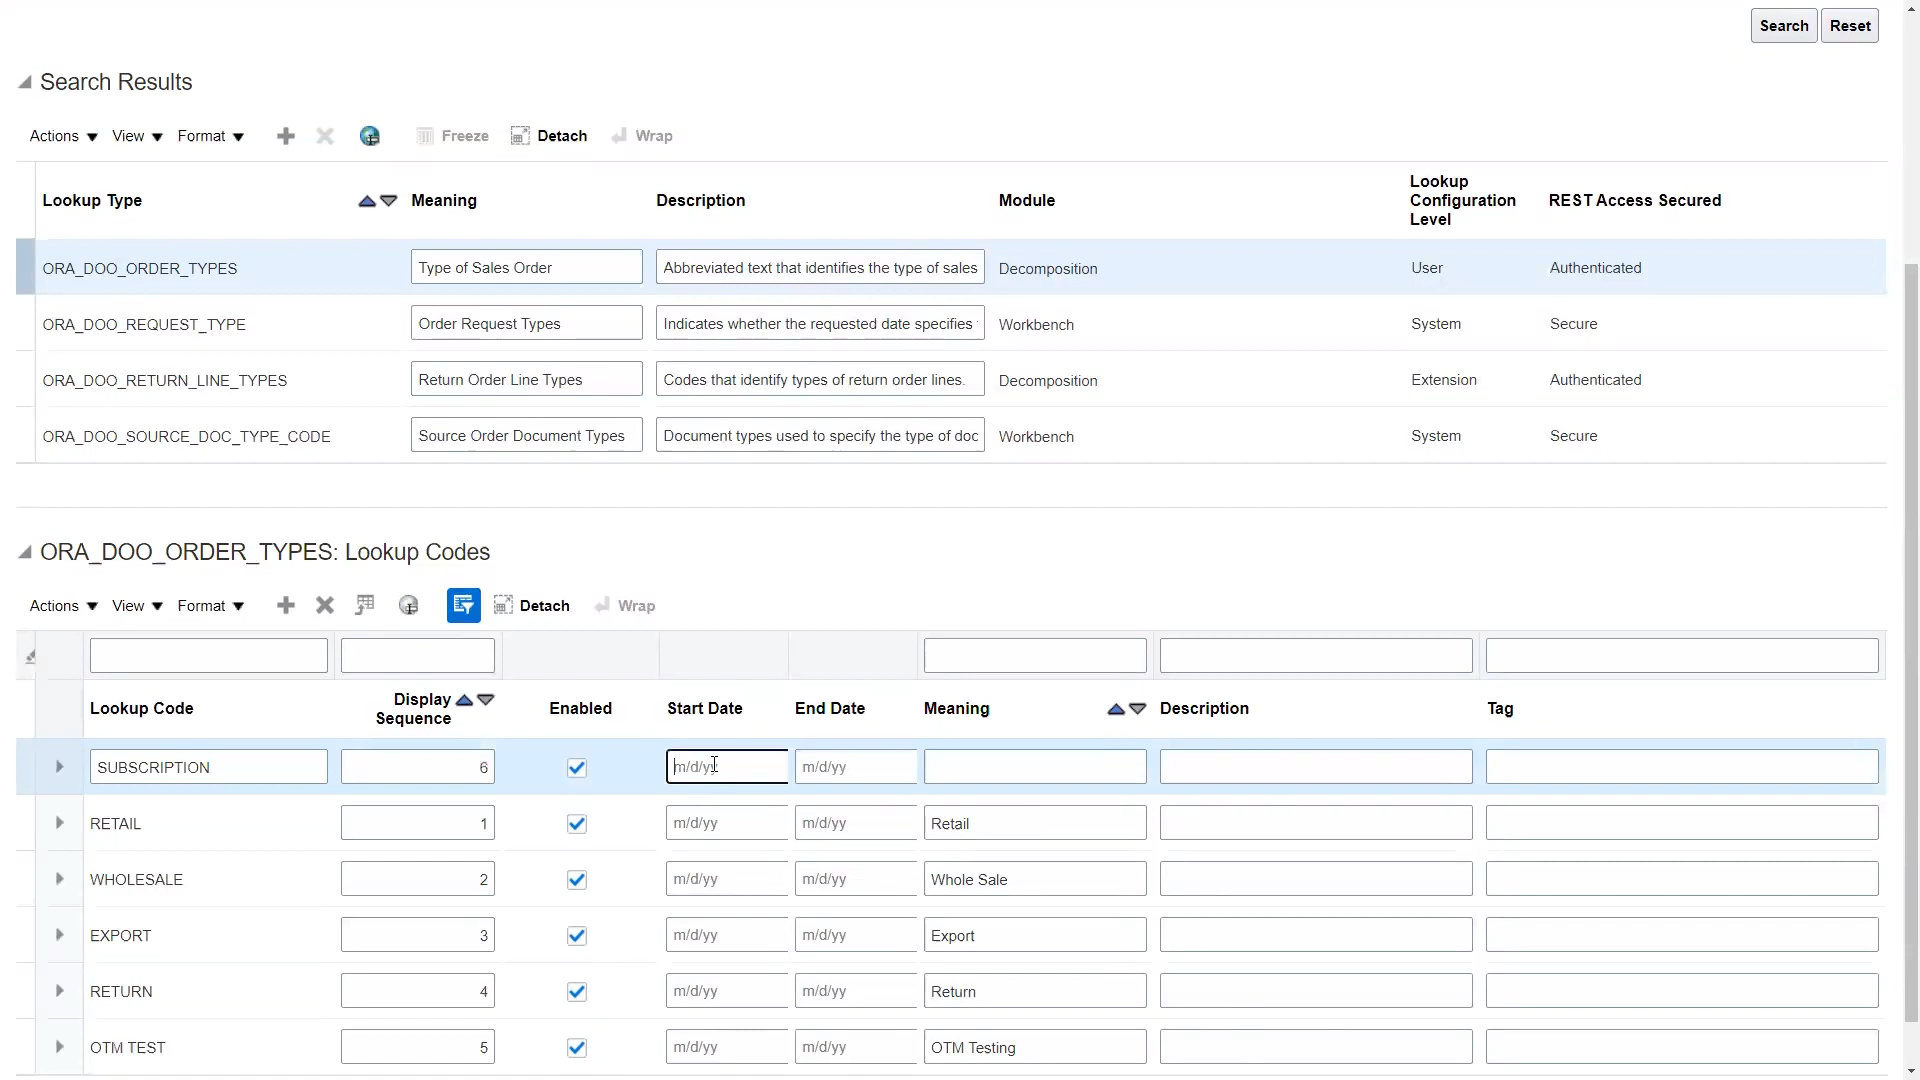 Search Reset
Search Results
Actions View Format Freeze Detach Wrap
Lookup Type Meaning Description Module Lookup Configuration Level REST Access Secured
ORA_DOO_ORDER_TYPES Type of Sales Order Abbreviated text that identifies the type of sales Decomposition User Authenticated
ORA_DOO_REQUEST_TYPE Order Request Types Indicates whether the requested date specifies Workbench System Secure
ORA_DOO_RETURN_LINE_TYPES Return Order Line Types Codes that identify types of return order lines. Decomposition Extension Authenticated
ORA_DOO_SOURCE_DOC_TYPE_CODE Source Order Document Types Document types used to specify the type of doc Workbench System Secure
ORA_DOO_ORDER_TYPES: Lookup Codes
Actions View Format Detach Wrap
Lookup Code Display Sequence Enabled Start Date End Date Meaning Description Tag
SUBSCRIPTION 6 m/d/yy m/d/yy
RETAIL 1 m/d/yy m/d/yy Retail
WHOLESALE 2 m/d/yy m/d/yy Whole Sale
EXPORT 3 m/d/yy m/d/yy Export
RETURN 4 m/d/yy m/d/yy Return
OTM TEST 5 m/d/yy m/d/yy OTM Testing